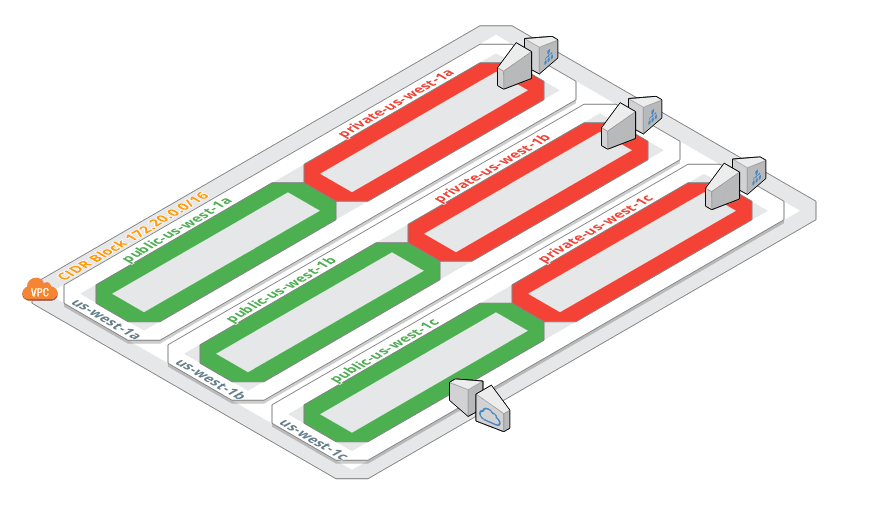 private-us-west-1a
private-us-west-1b
CIDR Block 172.20.0.0/16
public-us-west-1a
private-us-west-1c
public-us-west-1b
VPC
us-west-1a
public-us-west-1c
us-west-1b
us-west-1c